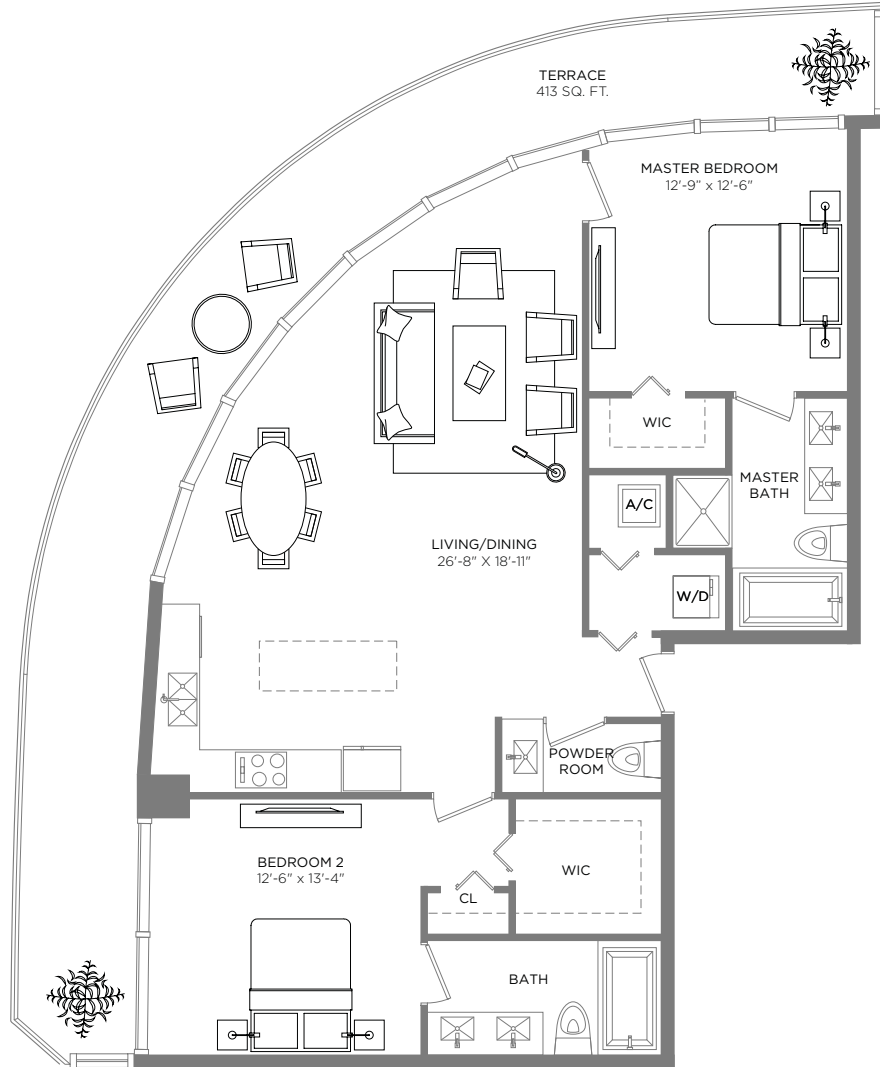 TERRACE
413 SQ. FT.
MASTER BEDROOM
12'-9" x 12'-6"
WIC
MASTER
BATH
A/C
LIVING/DINING
26'-8" X 18'-11"
W/D
POWDER
ROOM
BEDROOM 2
12'-6" x 13'-4"
WIC
CL
BATH